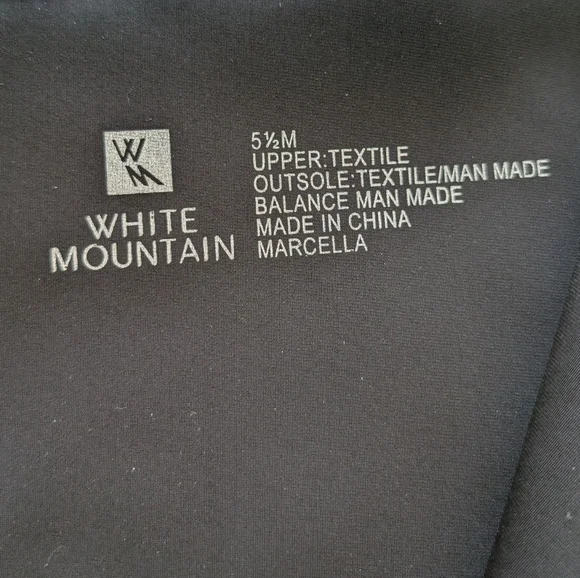 WM
WHITE
MOUNTAIN
5½M
UPPER:TEXTILE
OUTSOLE:TEXTILE/MAN MADE
BALANCE MAN MADE
MADE IN CHINA
MARCELLA